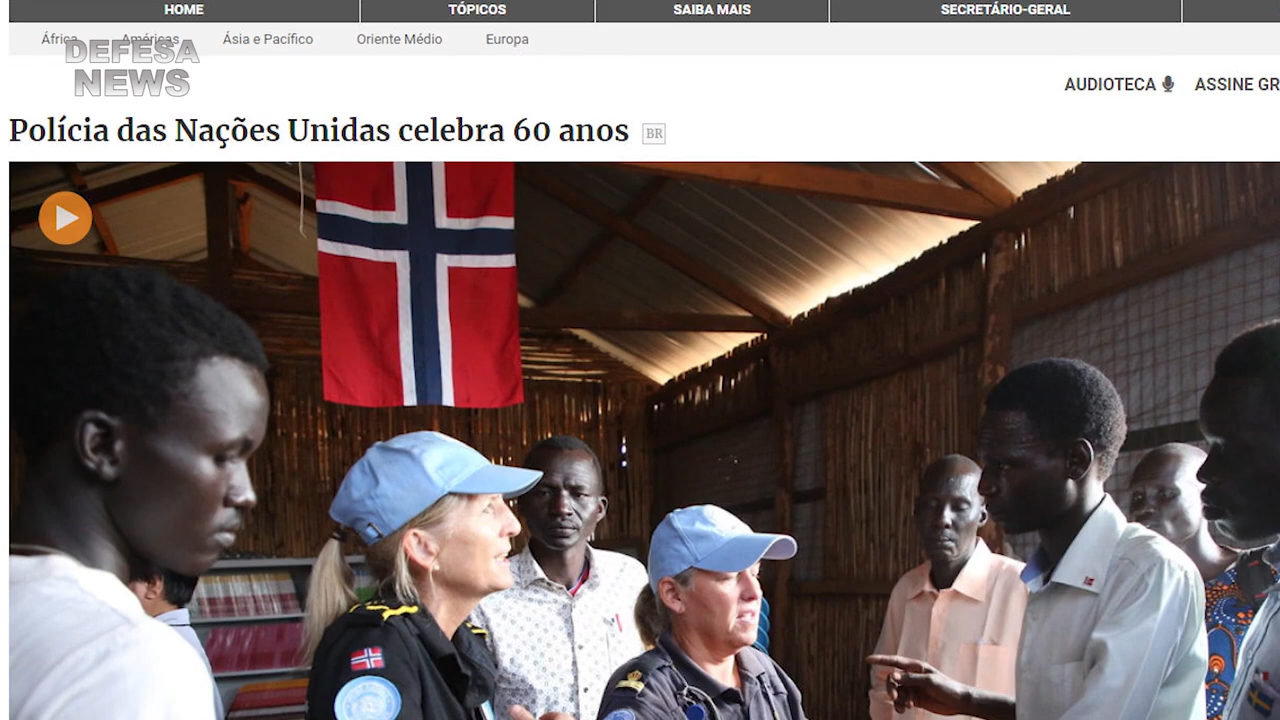 HOME TÓPICOS SAIBA MAIS SECRETÁRIO-GERAL
África Américas Ásia e Pacífico Oriente Médio Europa
DEFESA
NEWS
AUDIOTECA ASSINE GR
Polícia das Nações Unidas celebra 60 anos BR